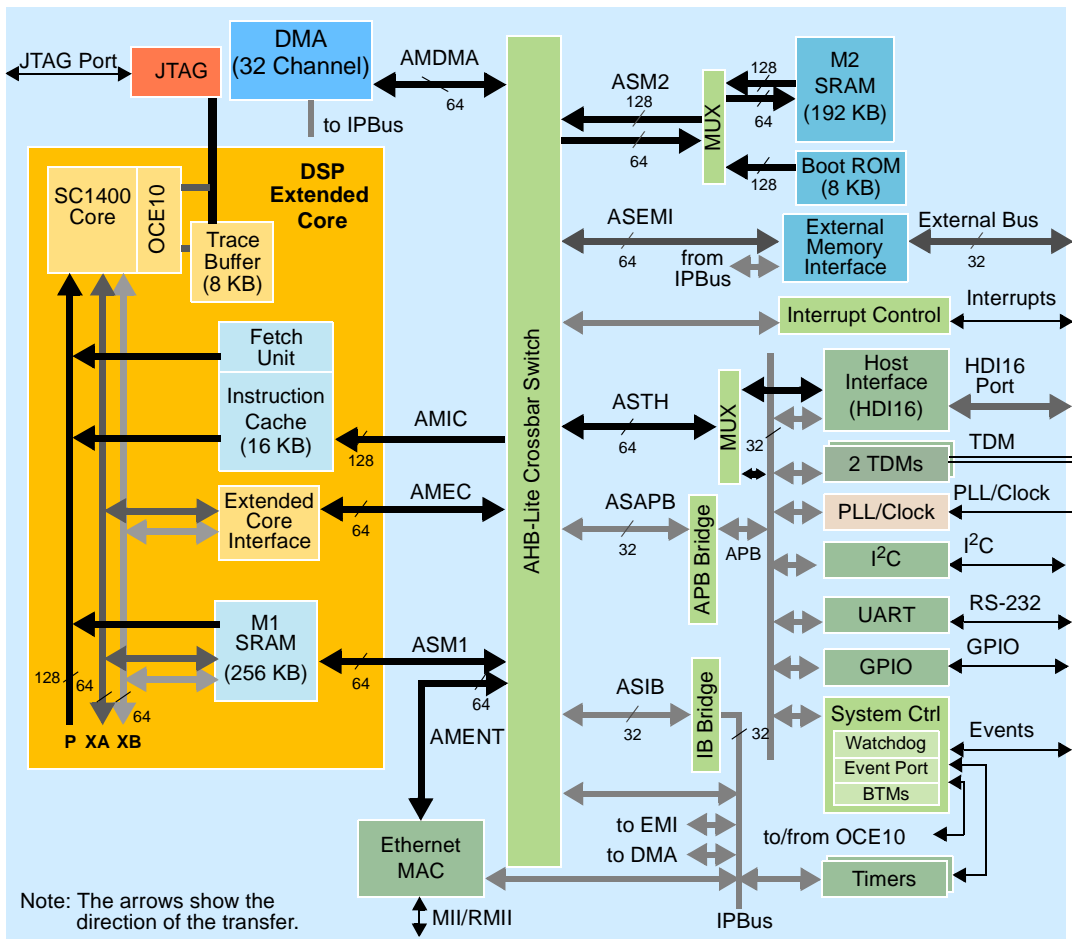 JTAG Port
JTAG
DMA
(32 Channel)
to IPBus
AMDMA
64
DSP
Extended
Core
SC1400
Core
OCE10
Trace
Buffer
(8 KB)
Fetch
Unit
Instruction
Cache
(16 KB)
AMIC
128
Extended
Core
Interface
AMEC
64
M1
SRAM
(256 KB)
ASM1
64
128
64
64
P XA XB
AMENT
64
Ethernet
MAC
MII/RMII
Note: The arrows show the
direction of the transfer.
AHB-Lite Crossbar Switch
ASM2
128
64
MUX
128
64
M2
SRAM
(192 KB)
128
Boot ROM
(8 KB)
ASEMI
64
from
IPBus
External
Memory
Interface
External Bus
32
Interrupt Control
Interrupts
ASTH
64
MUX
32
Host
Interface
(HDI16)
HDI16
Port
2 TDMs
TDM
ASAPB
32
APB Bridge
APB
PLL/Clock
PLL/Clock
I2C
I2C
UART
RS-232
GPIO
GPIO
ASIB
32
IB Bridge
32
System Ctrl
Watchdog
Event Port
BTMs
Events
to EMI
to DMA
to/from OCE10
Timers
IPBus